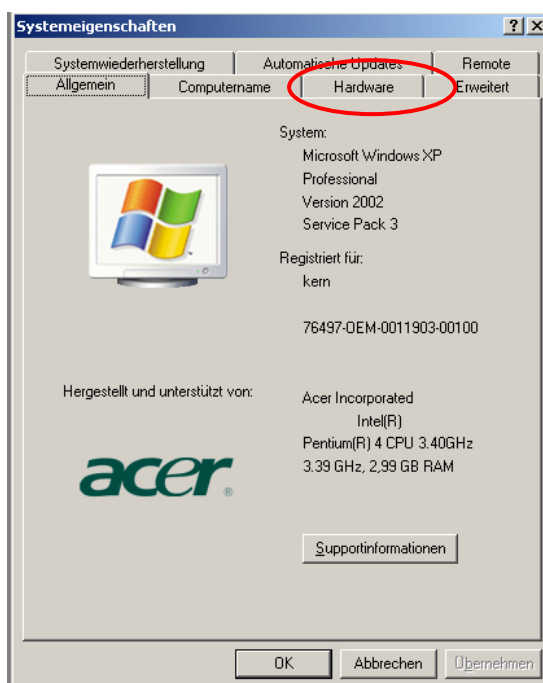 Systemeigenschaften
Systemwiederherstellung Automatische Updates Remote
Allgemein Computername Hardware Erweitert
System:
Microsoft Windows XP
Professional
Version 2002
Service Pack 3
Registriert für:
kern
76497-OEM-0011903-00100
Hergestellt und unterstützt von:
Acer Incorporated
Intel(R)
Pentium(R) 4 CPU 3.40GHz
3.39 GHz, 2,99 GB RAM
acer®
Supportinformationen
OK Abbrechen Übernehmen